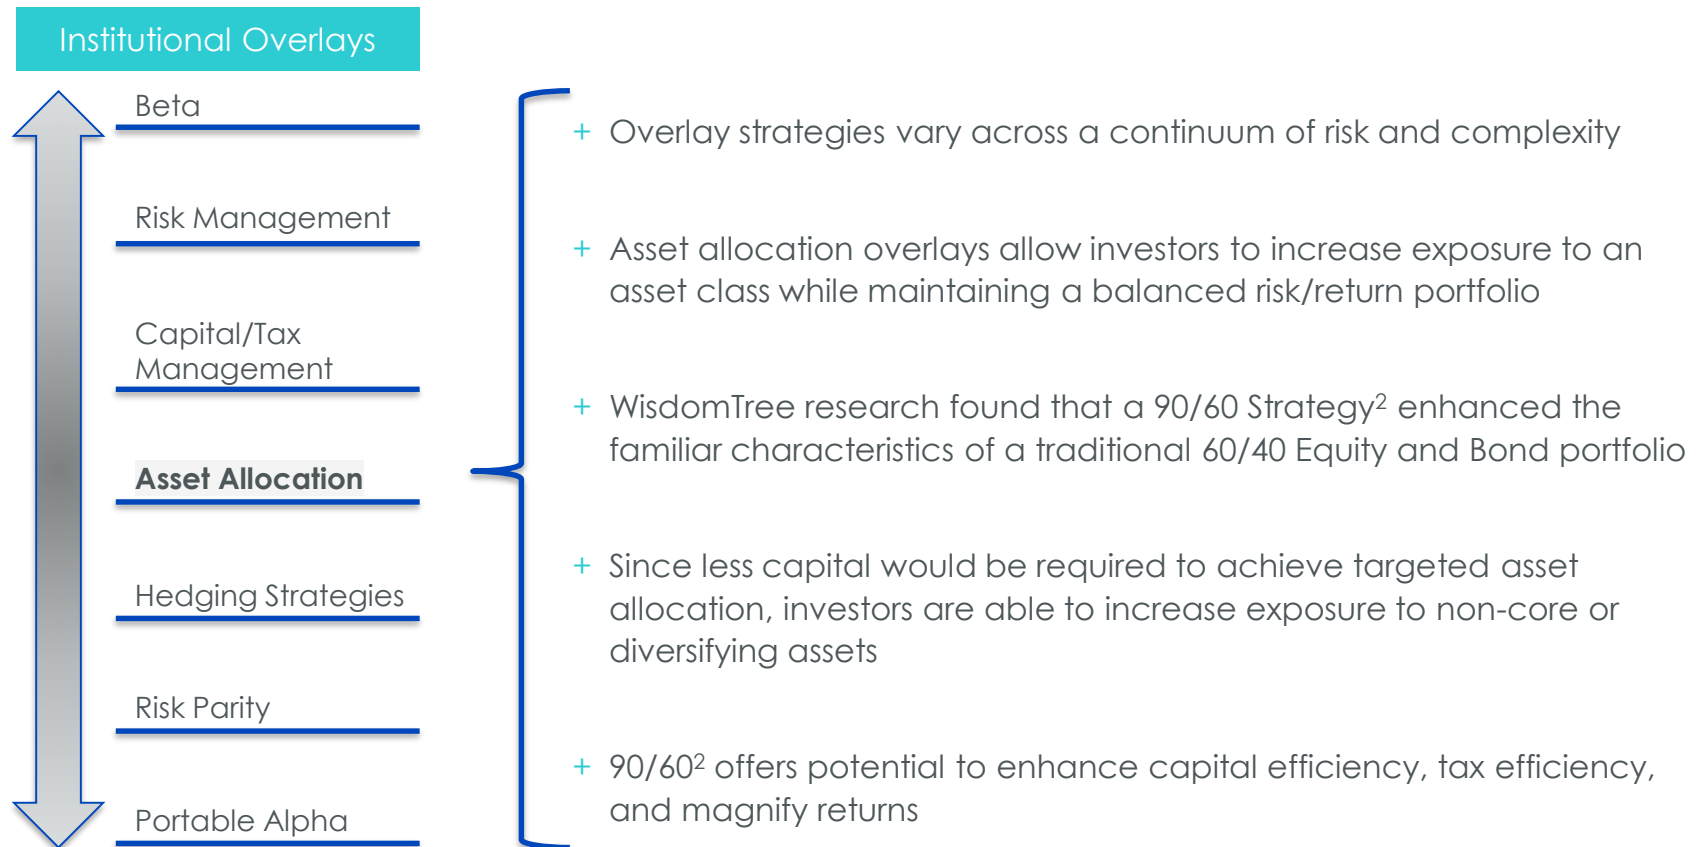 Institutional Overlays
Beta
Risk Management
Capital/Tax
Management
Asset Allocation
Hedging Strategies
Risk Parity
Portable Alpha
+ Overlay strategies vary across a continuum of risk and complexity
+ Asset allocation overlays allow investors to increase exposure to an
asset class while maintaining a balanced risk/return portfolio
+ WisdomTree research found that a 90/60 Strategy² enhanced the
familiar characteristics of a traditional 60/40 Equity and Bond portfolio
+ Since less capital would be required to achieve targeted asset
allocation, investors are able to increase exposure to non-core or
diversifying assets
+ 90/60² offers potential to enhance capital efficiency, tax efficiency,
and magnify returns